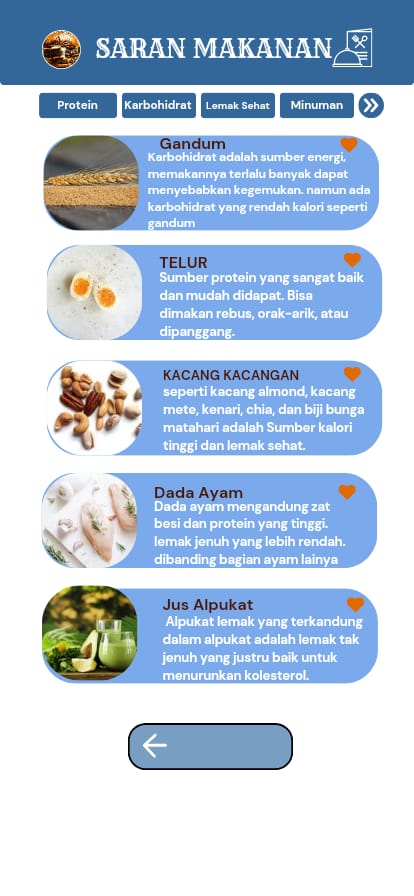 SARAN MAKANAN
Protein
Karbohidrat
Lemak Sehat
Minuman
Gandum
Karbohidrat adalah sumber energi,
memakannya terlalu banyak dapat
menyebabkan kegemukan. namun ada
karbohidrat yang rendah kalori seperti
gandum
TELUR
Sumber protein yang sangat baik
dan mudah didapat. Bisa
dimakan rebus, orak-arik, atau
dipanggang.
KACANG KACANGAN
seperti kacang almond, kacang
mete, kenari, chia, dan biji bunga
matahari adalah Sumber kalori
tinggi dan lemak sehat.
Dada Ayam
Dada ayam mengandung zat
besi dan protein yang tinggi.
lemak jenuh yang lebih rendah.
dibanding bagian ayam lainya
Jus Alpukat
Alpukat lemak yang terkandung
dalam alpukat adalah lemak tak
jenuh yang justru baik untuk
menurunkan kolesterol.